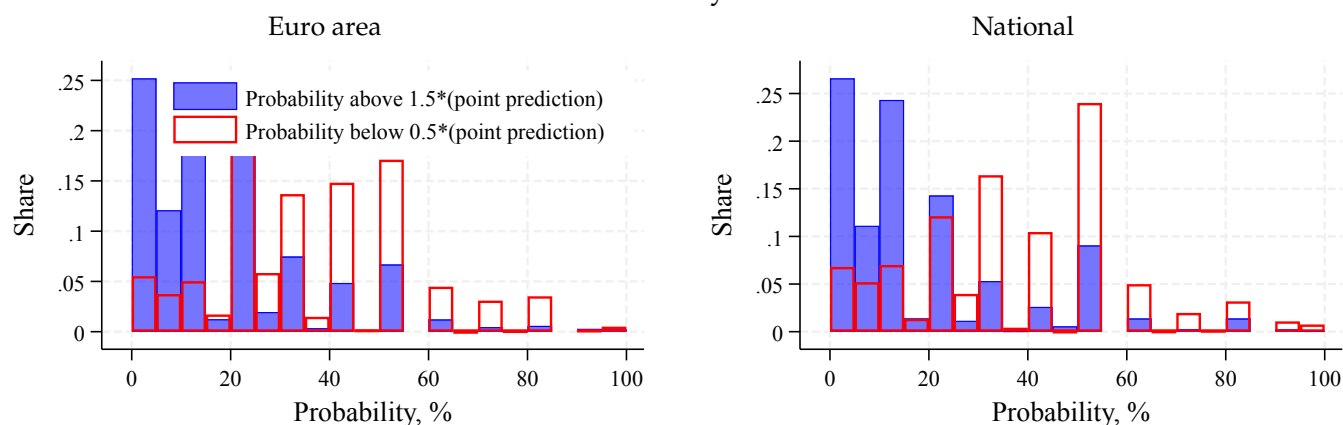 Euro area
National
Share
.25
.2
.15
.1
.05
0
Probability above 1.5*(point prediction)
Probability below 0.5*(point prediction)
0 20 40 60 80 100
Probability, %
Share
.25
.2
.15
.1
.05
0
0 20 40 60 80 100
Probability, %